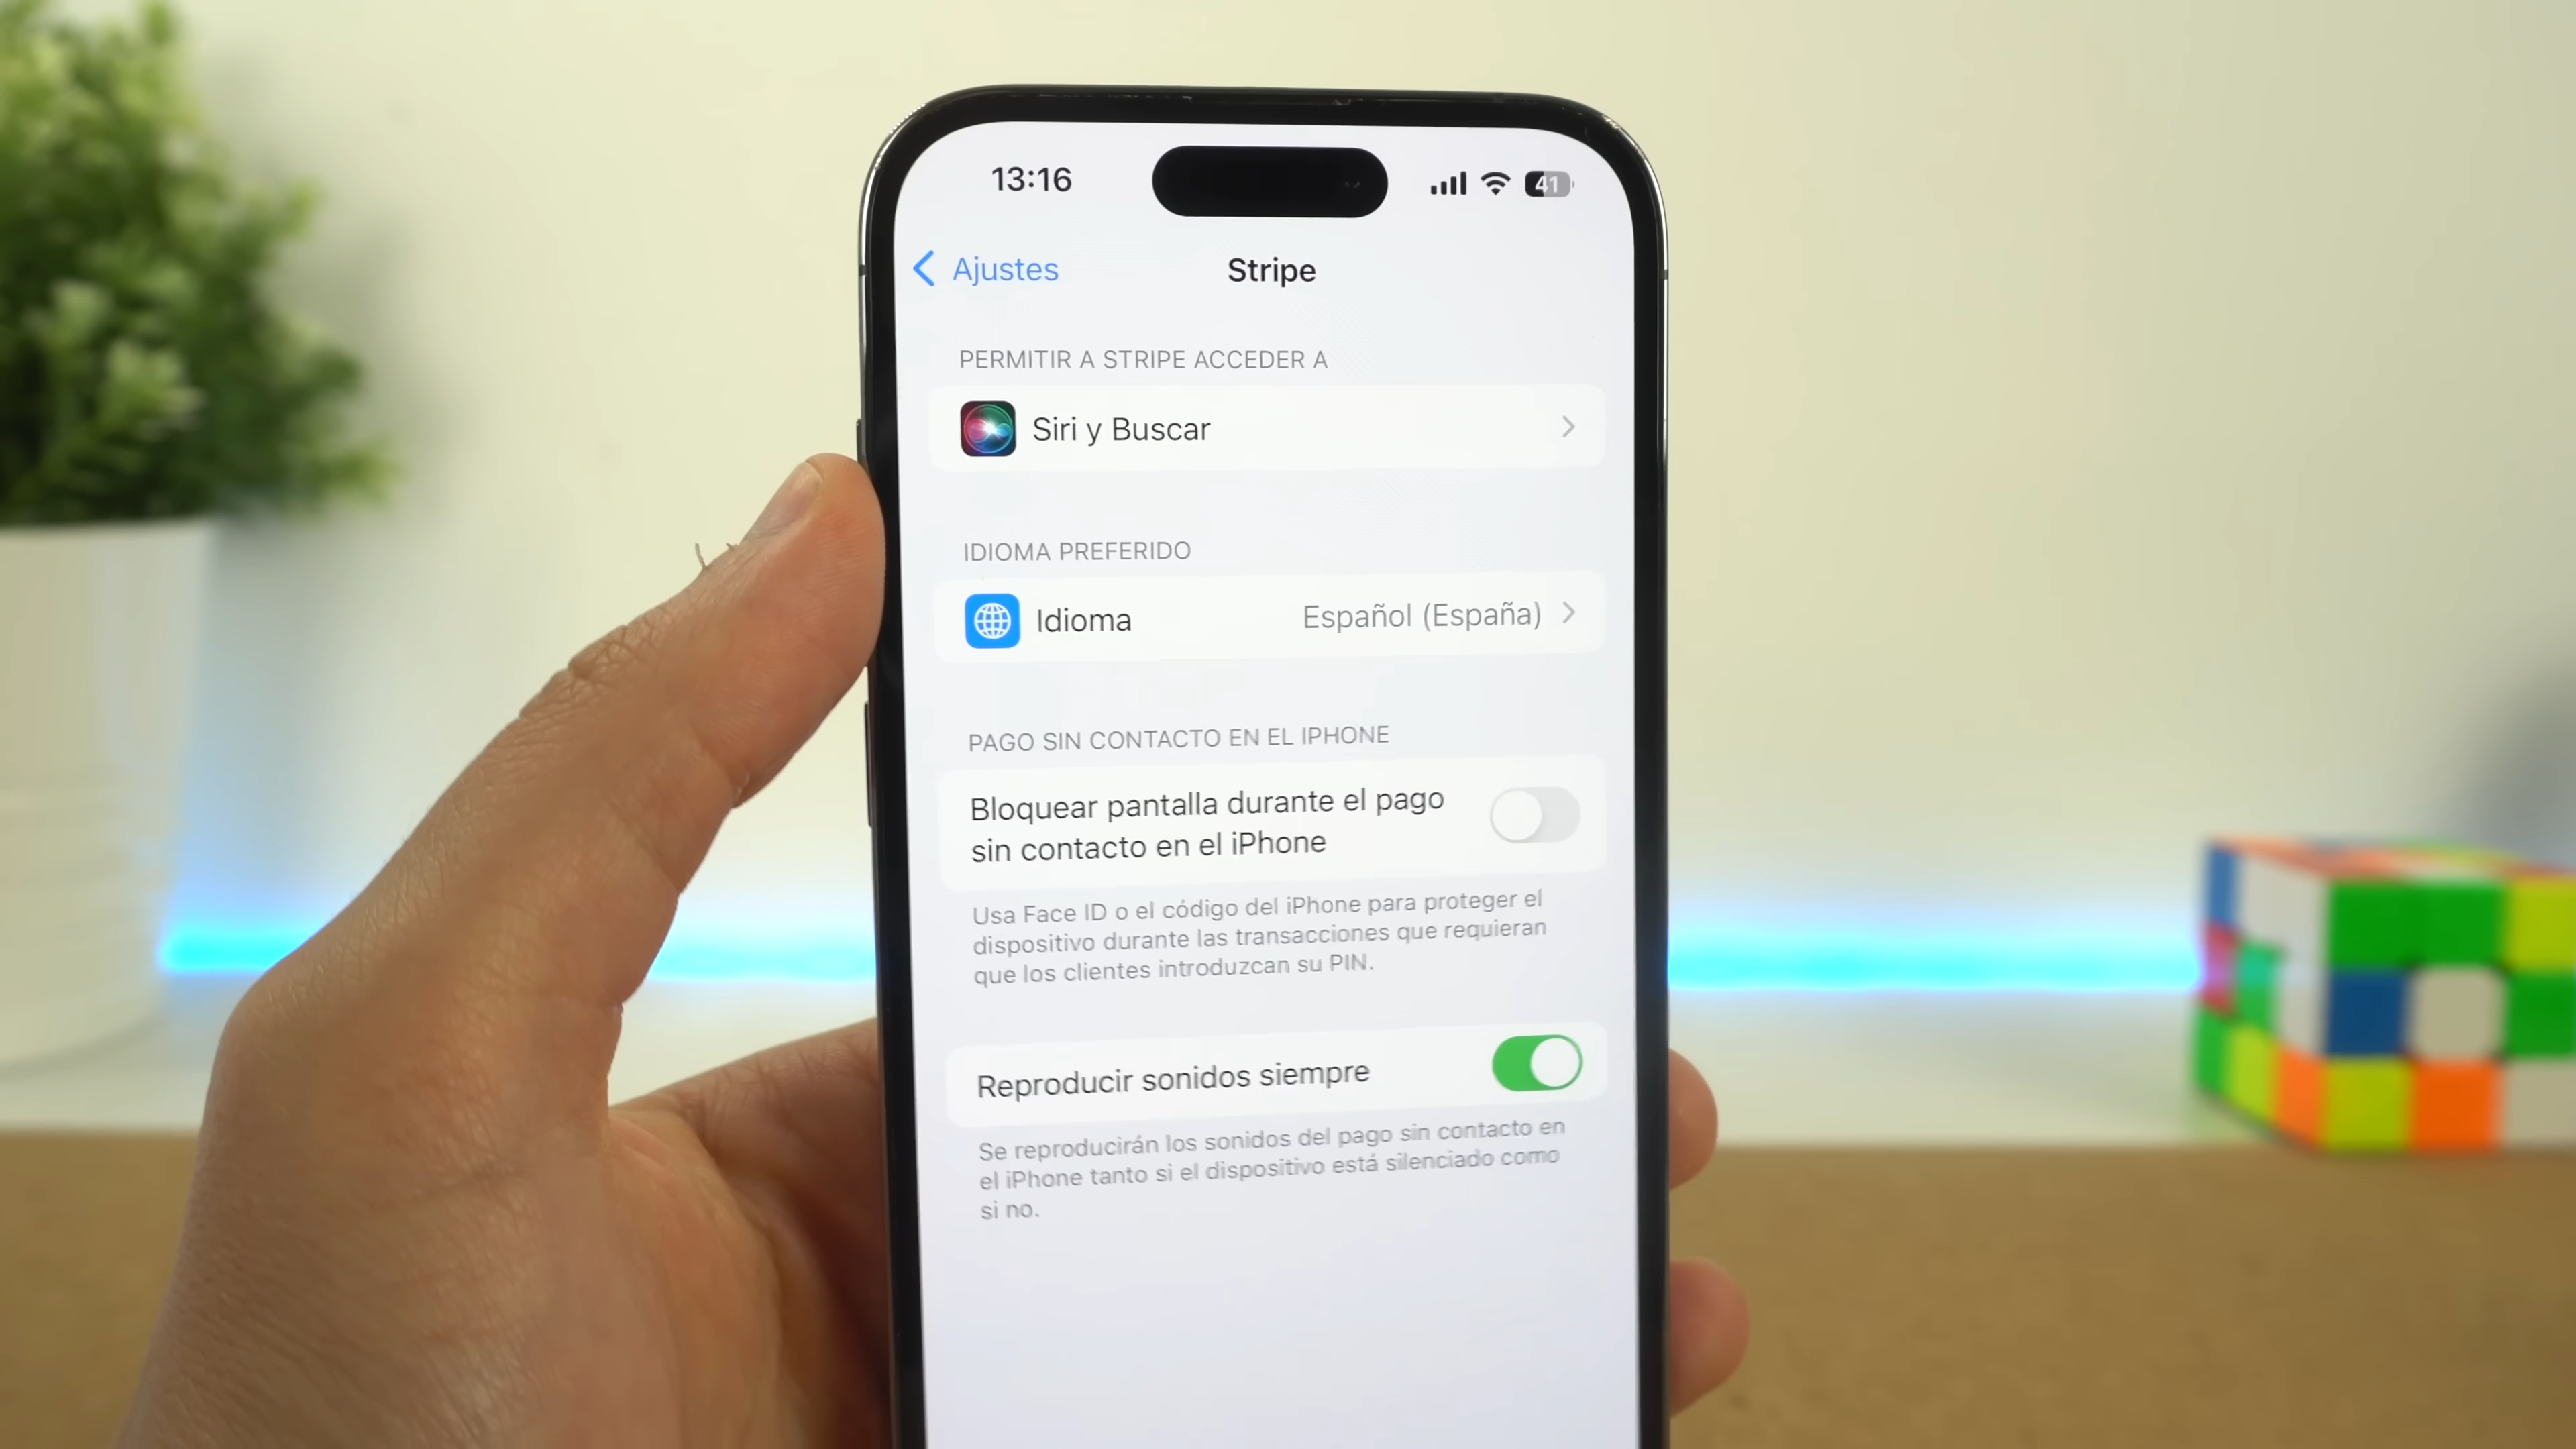 13:16
41
Ajustes
Stripe
PERMITIR A STRIPE ACCEDER A
Siri y Buscar
IDIOMA PREFERIDO
Idioma
Español (España)
PAGO SIN CONTACTO EN EL IPHONE
Bloquear pantalla durante el pago
sin contacto en el iPhone
Usa Face ID o el código del iPhone para proteger el
dispositivo durante las transacciones que requieran
que los clientes introduzcan su PIN.
Reproducir sonidos siempre
Se reproducirán los sonidos del pago sin contacto en
el iPhone tanto si el dispositivo está silenciado como
si no.